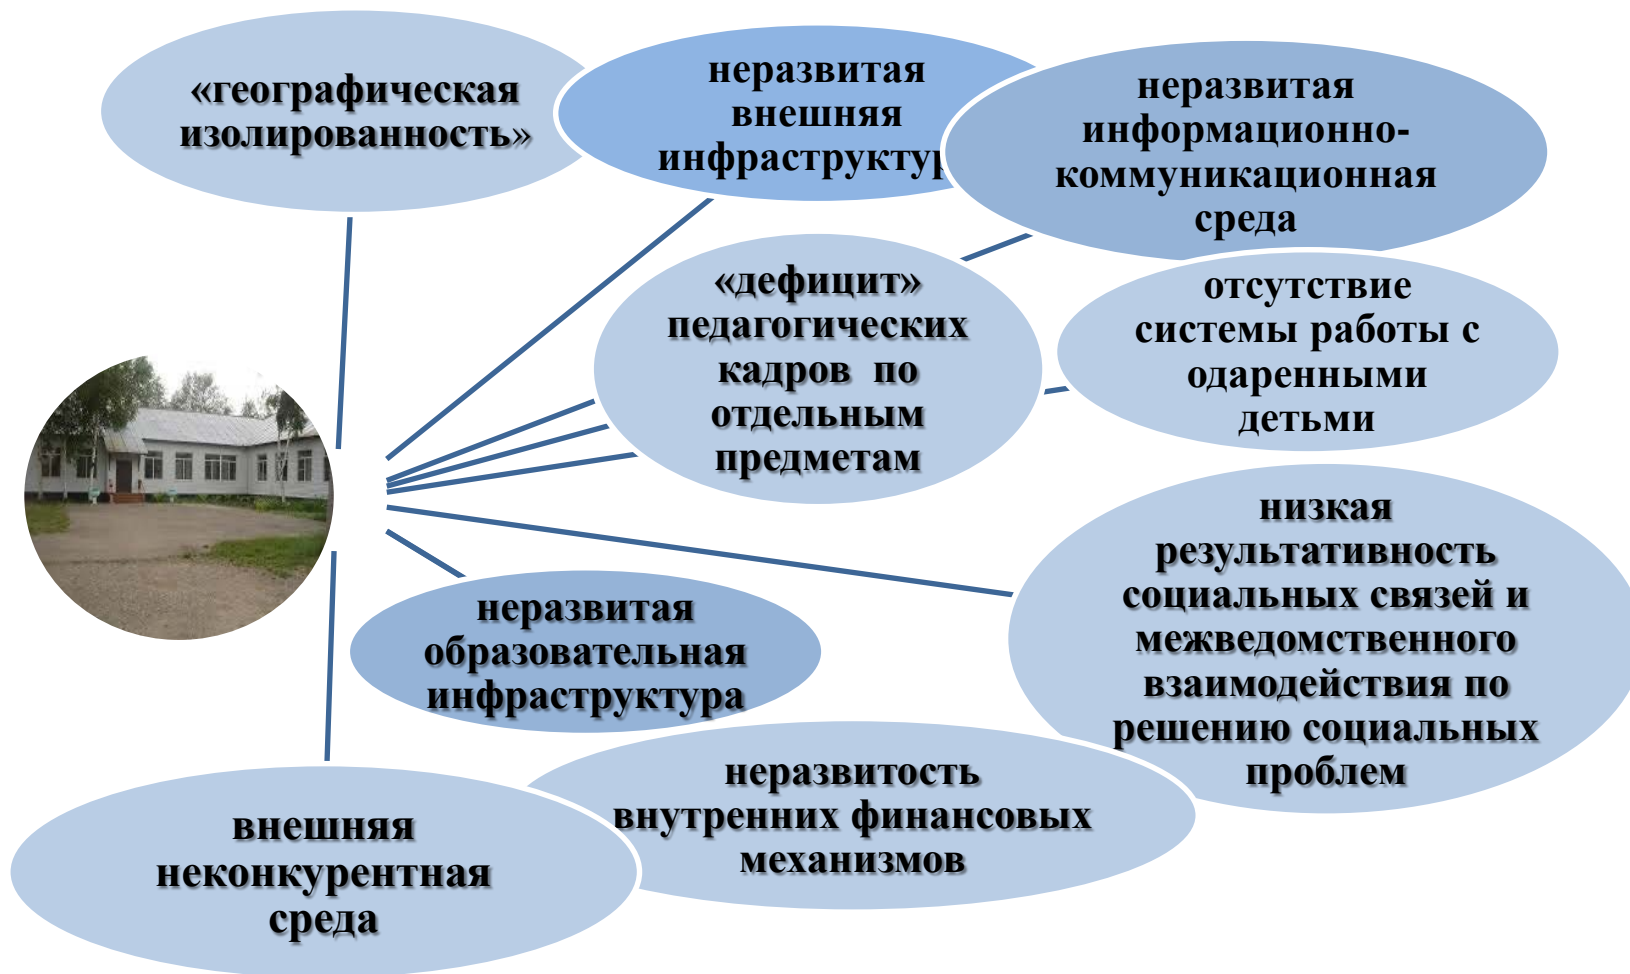 «географическая
изолированность»
неразвитая
внешняя
инфраструктур
неразвитая
информационно-
коммуникационная
среда
«дефицит»
педагогических
кадров по
отдельным
предметам
отсутствие
системы работы с
одаренными
детьми
низкая
результативность
социальных связей и
межведомственного
взаимодействия по
решению социальных
проблем
неразвитая
образовательная
инфраструктура
неразвитость
внутренних финансовых
механизмов
внешняя
неконкурентная
среда